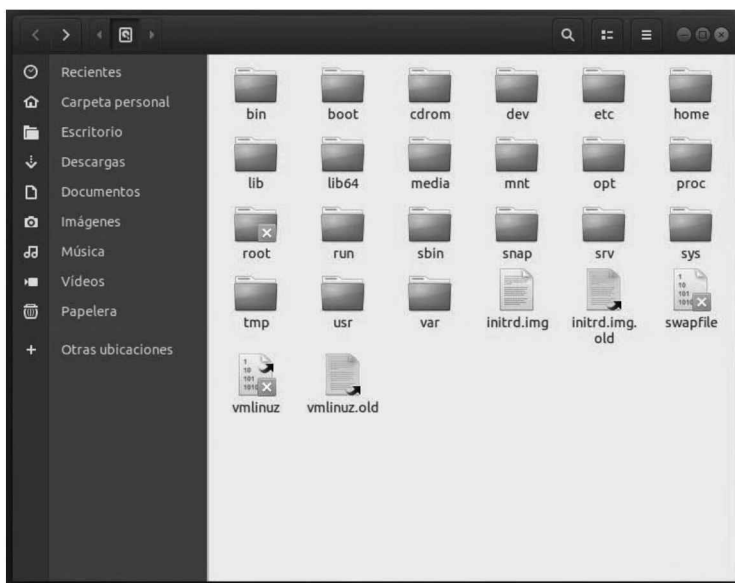 Recientes
Carpeta personal
Escritorio
Descargas
Documentos
Imágenes
Música
Vídeos
Papelera
Otras ubicaciones
bin boot cdrom dev etc home
lib lib64 media mnt opt proc
root run sbin snap srv sys
tmp usr var initrd.img initrd.img.old swapfile
vmlinuz vmlinuz.old